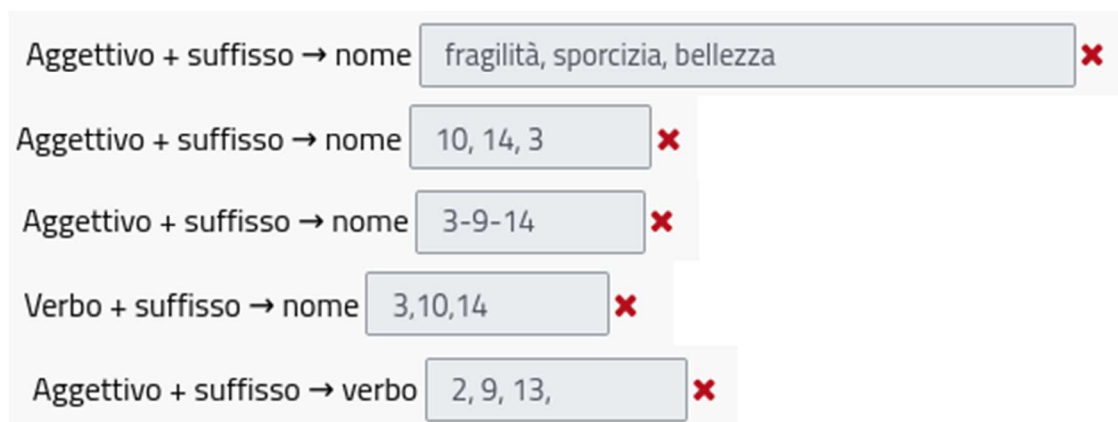 Aggettivo + suffisso → nome fragilità, sporcizia, bellezza
Aggettivo + suffisso → nome 10, 14, 3
Aggettivo + suffisso → nome 3-9-14
Verbo + suffisso → nome 3,10,14
Aggettivo + suffisso → verbo 2, 9, 13,